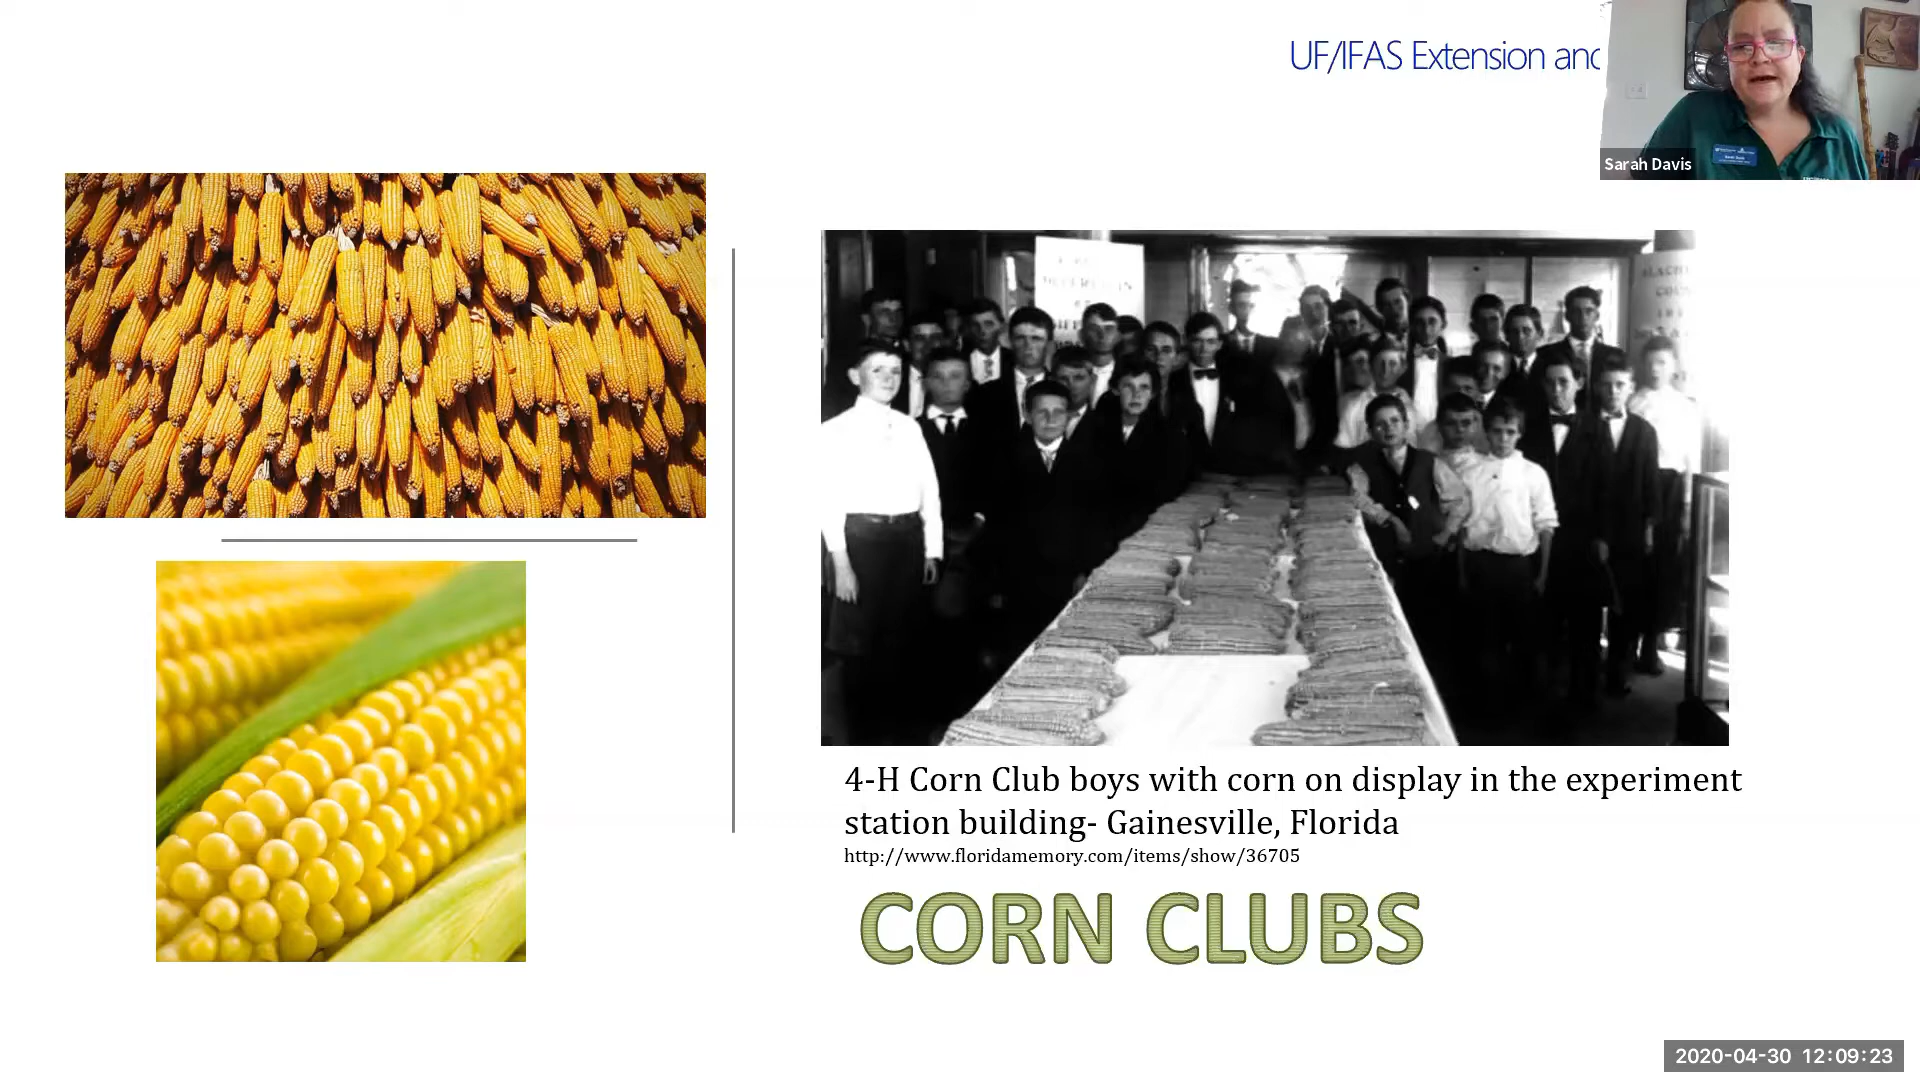 UF/IFAS Extension and
Sarah Davis
4-H Corn Club boys with corn on display in the experiment
station building- Gainesville, Florida
http://www.floridamemory.com/items/show/36705
CORN CLUBS
2020-04-30 12:09:23